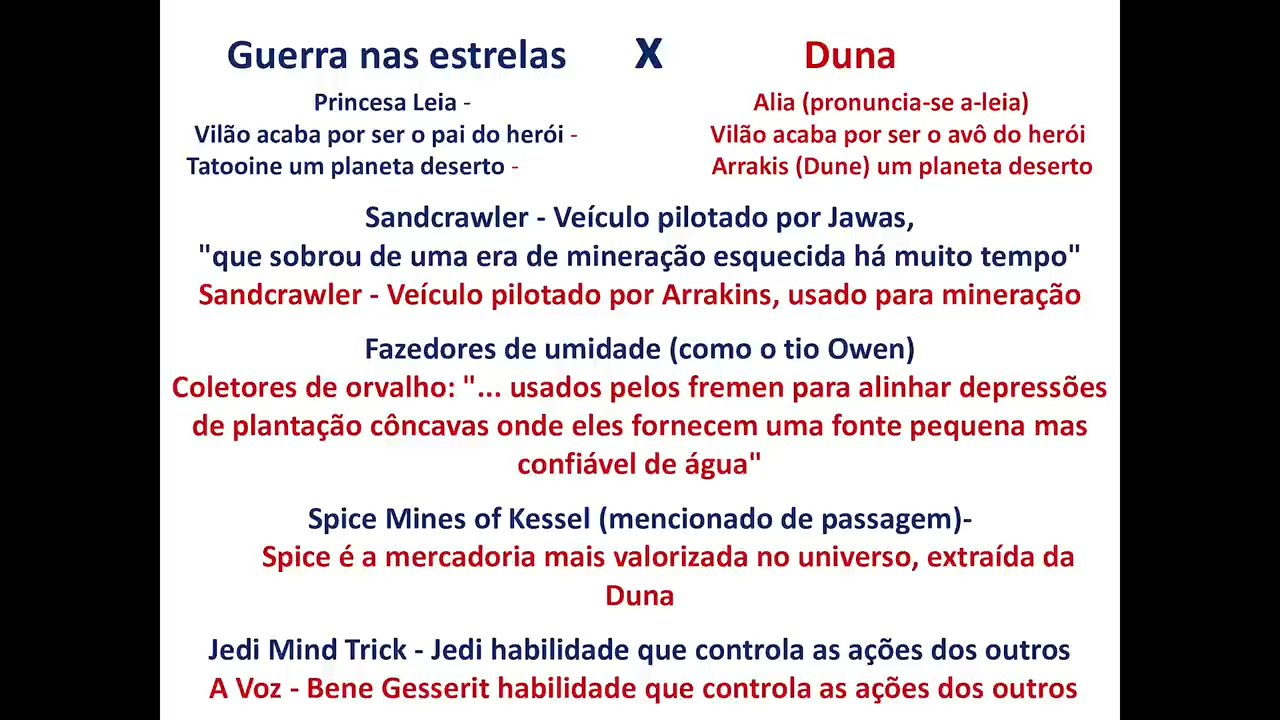 Guerra nas estrelas X Duna
Princesa Leia - Alia (pronuncia-se a-leia)
Vilão acaba por ser o pai do herói - Vilão acaba por ser o avô do herói
Tatooine um planeta deserto - Arrakis (Dune) um planeta deserto
Sandcrawler - Veículo pilotado por Jawas,
"que sobrou de uma era de mineração esquecida há muito tempo"
Sandcrawler - Veículo pilotado por Arrakins, usado para mineração
Fazedores de umidade (como o tio Owen)
Coletores de orvalho: "... usados pelos fremen para alinhar depressões
de plantação côncavas onde eles fornecem uma fonte pequena mas
confiável de água"
Spice Mines of Kessel (mencionado de passagem)-
Spice é a mercadoria mais valorizada no universo, extraída da
Duna
Jedi Mind Trick - Jedi habilidade que controla as ações dos outros
A Voz - Bene Gesserit habilidade que controla as ações dos outros